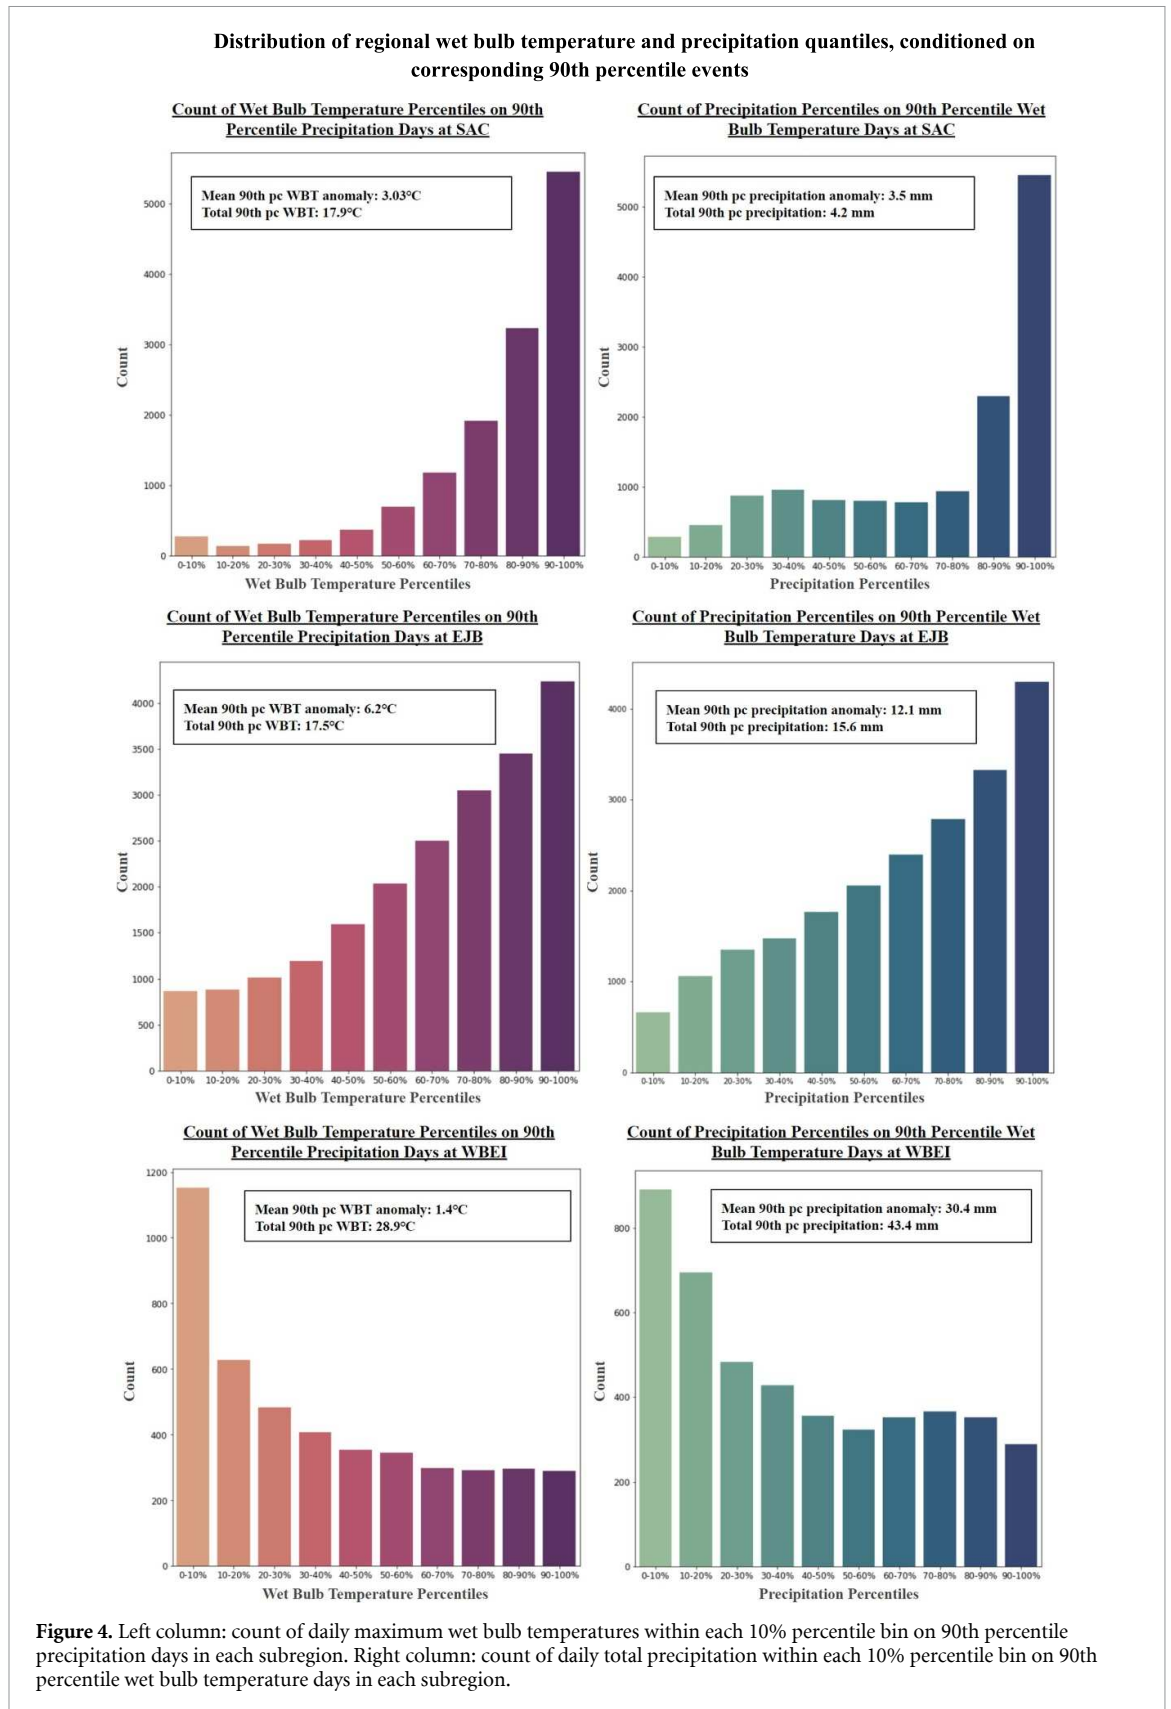 Distribution of regional wet bulb temperature and precipitation quantiles, conditioned on
corresponding 90th percentile events
Count of Wet Bulb Temperature Percentiles on 90th
Percentile Precipitation Days at SAC
Mean 90th pc WBT anomaly: 3.03°C
Total 90th pc WBT: 17.9°C
5000
4000
3000
2000
1000
0
Count
0-10% 10-20% 20-30% 30-40% 40-50% 50-60% 60-70% 70-80% 80-90% 90-100%
Wet Bulb Temperature Percentiles
Count of Precipitation Percentiles on 90th Percentile Wet
Bulb Temperature Days at SAC
Mean 90th pc precipitation anomaly: 3.5 mm
Total 90th pc precipitation: 4.2 mm
5000
4000
3000
2000
1000
0
Count
0-10% 10-20% 20-30% 30-40% 40-50% 50-60% 60-70% 70-80% 80-90% 90-100%
Precipitation Percentiles
Count of Wet Bulb Temperature Percentiles on 90th
Percentile Precipitation Days at EJB
Mean 90th pc WBT anomaly: 6.2°C
Total 90th pc WBT: 17.5°C
4000
3500
3000
2500
2000
1500
1000
500
0
Count
0-10% 10-20% 20-30% 30-40% 40-50% 50-60% 60-70% 70-80% 80-90% 90-100%
Wet Bulb Temperature Percentiles
Count of Precipitation Percentiles on 90th Percentile Wet
Bulb Temperature Days at EJB
Mean 90th pc precipitation anomaly: 12.1 mm
Total 90th pc precipitation: 15.6 mm
4000
3000
2000
1000
0
Count
0-10% 10-20% 20-30% 30-40% 40-50% 50-60% 60-70% 70-80% 80-90% 90-100%
Precipitation Percentiles
Count of Wet Bulb Temperature Percentiles on 90th
Percentile Precipitation Days at WBEI
Mean 90th pc WBT anomaly: 1.4°C
Total 90th pc WBT: 28.9°C
1200
1000
800
600
400
200
0
Count
0-10% 10-20% 20-30% 30-40% 40-50% 50-60% 60-70% 70-80% 80-90% 90-100%
Wet Bulb Temperature Percentiles
Count of Precipitation Percentiles on 90th Percentile Wet
Bulb Temperature Days at WBEI
Mean 90th pc precipitation anomaly: 30.4 mm
Total 90th pc precipitation: 43.4 mm
800
600
400
200
0
Count
0-10% 10-20% 20-30% 30-40% 40-50% 50-60% 60-70% 70-80% 80-90% 90-100%
Precipitation Percentiles
Figure 4. Left column: count of daily maximum wet bulb temperatures within each 10% percentile bin on 90th percentile
precipitation days in each subregion. Right column: count of daily total precipitation within each 10% percentile bin on 90th
percentile wet bulb temperature days in each subregion.